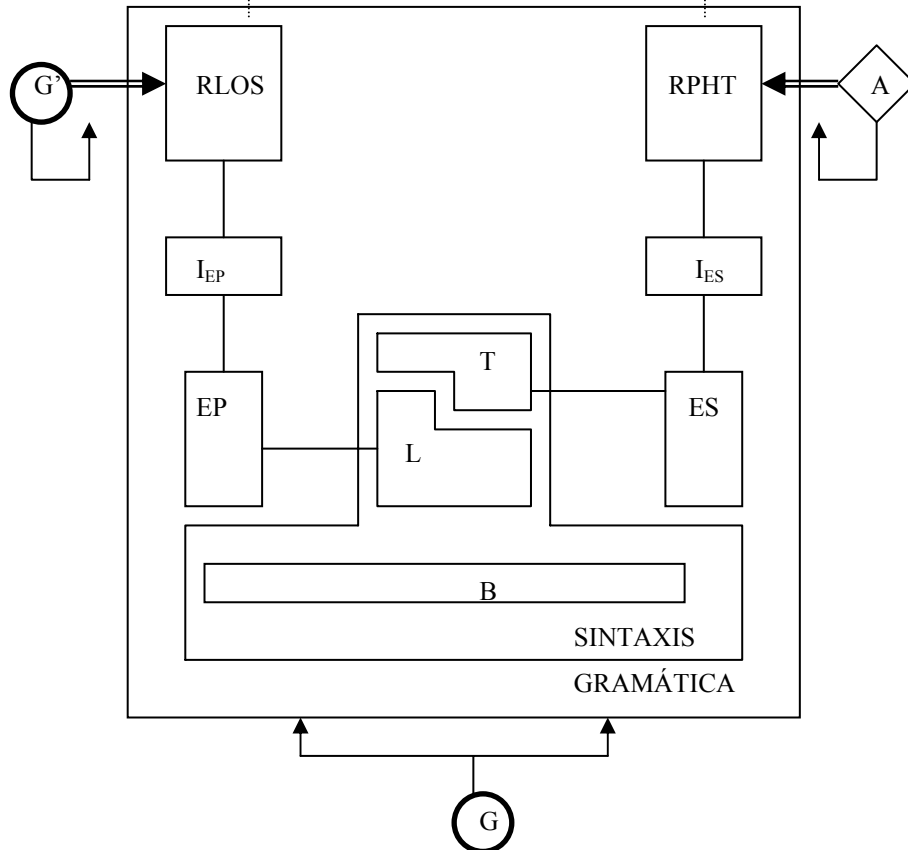 G’
RLOS
RPHT
A
I_EP
I_ES
T
EP
ES
L
B
SINTAXIS
GRAMÁTICA
G